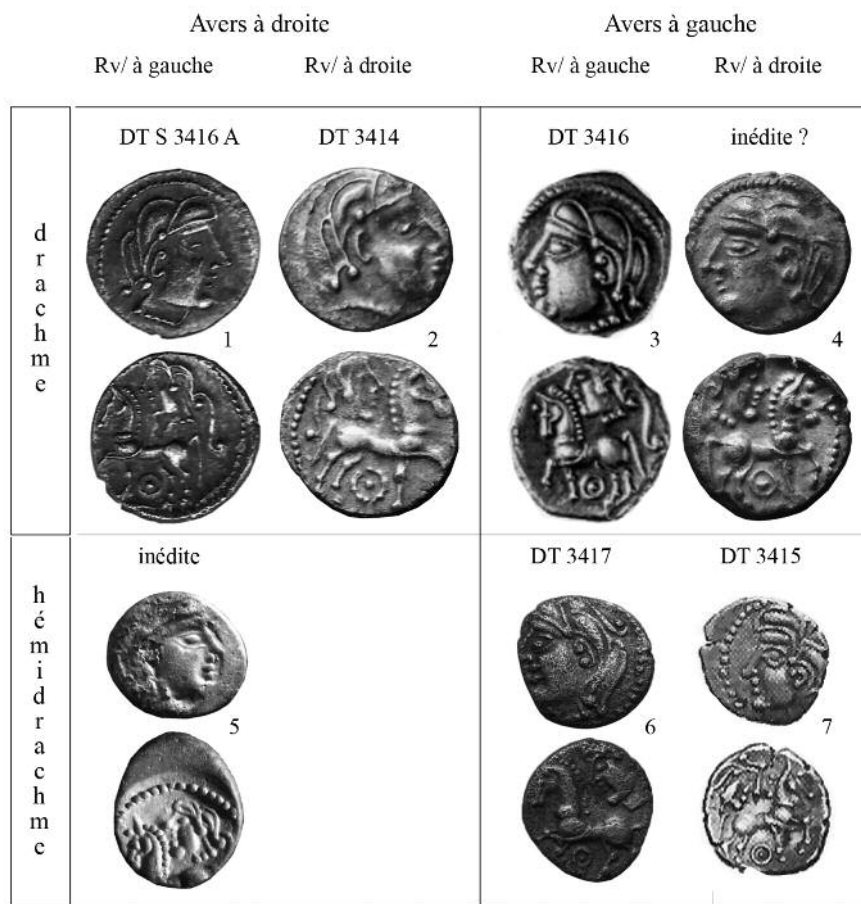 Avers à droite Avers à gauche
Rv/ à gauche Rv/ à droite Rv/ à gauche Rv/ à droite
drachme
DT S 3416 A DT 3414 DT 3416 inédite ?
1 2 3 4
hémidrachme
inédite DT 3417 DT 3415
5 6 7